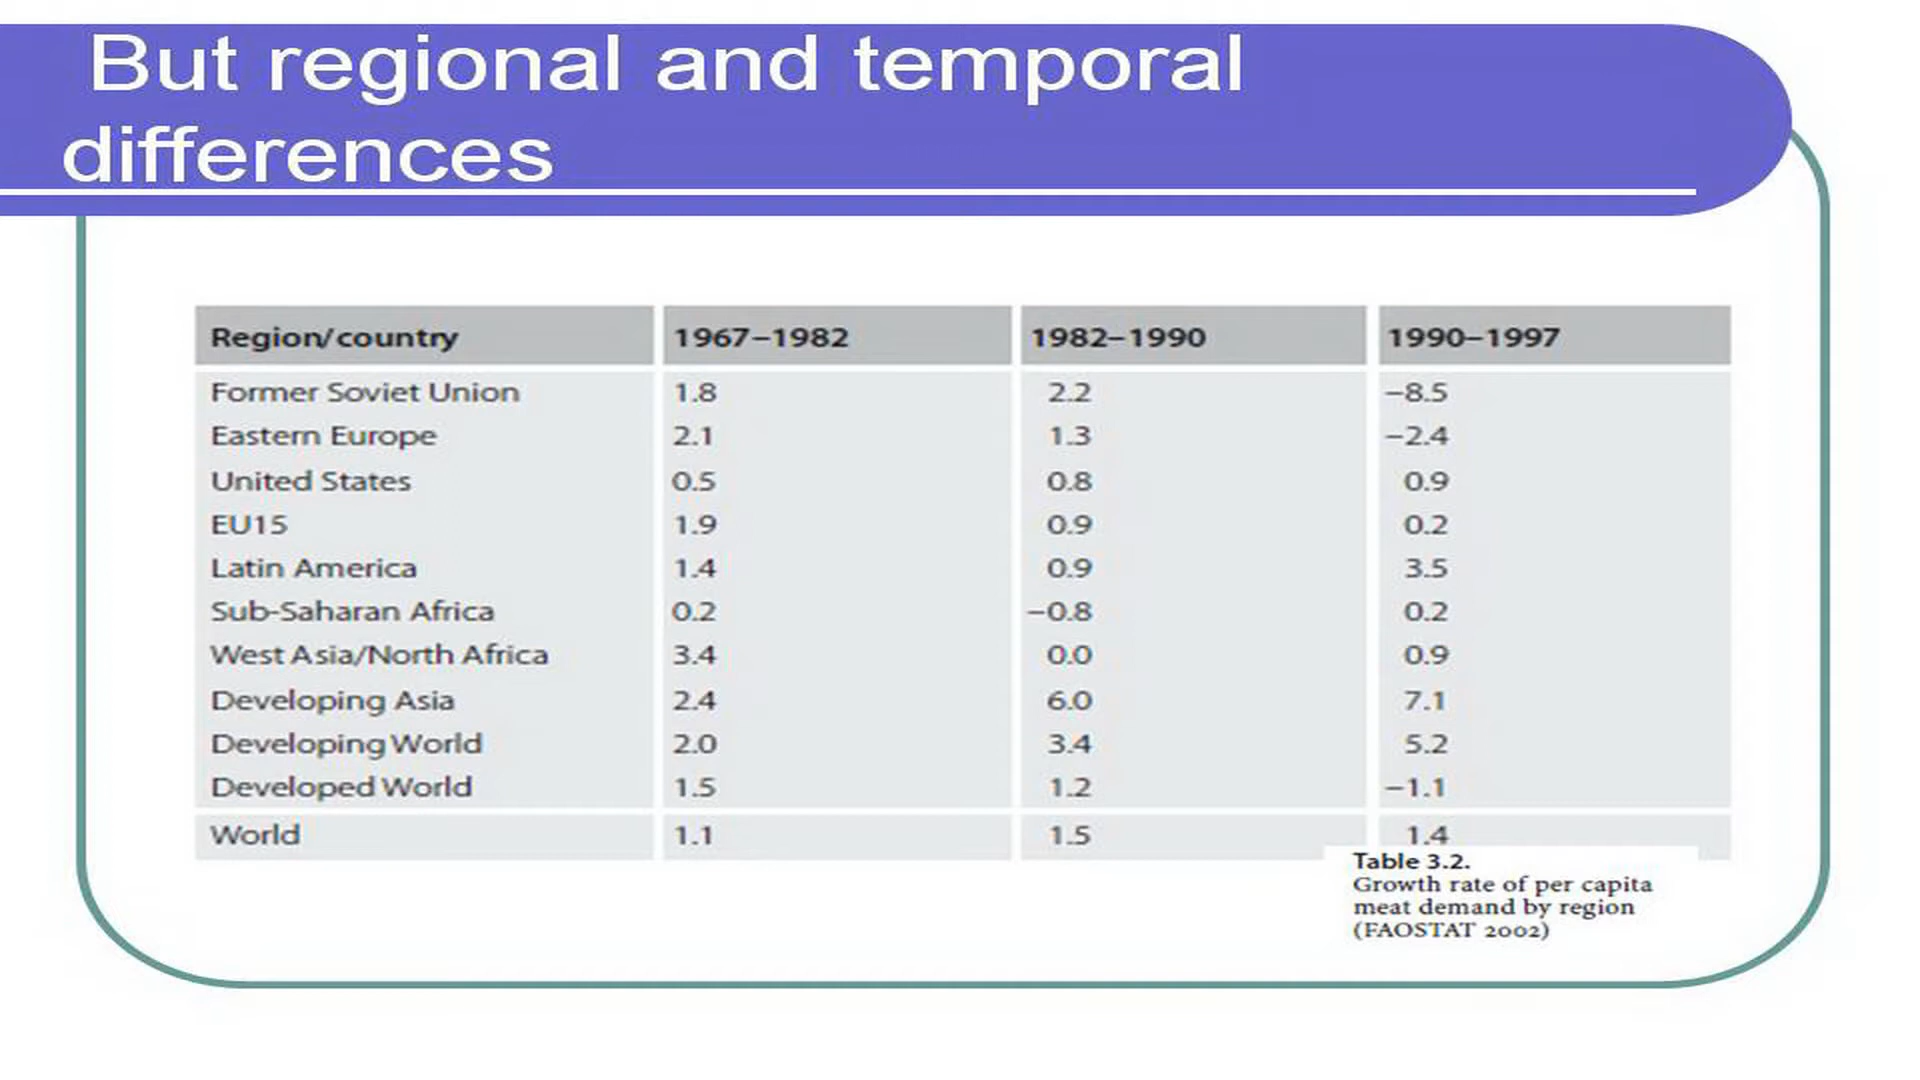 But regional and temporal
differences
Region/country 1967–1982 1982–1990 1990–1997
Former Soviet Union 1.8 2.2 −8.5
Eastern Europe 2.1 1.3 −2.4
United States 0.5 0.8 0.9
EU15 1.9 0.9 0.2
Latin America 1.4 0.9 3.5
Sub-Saharan Africa 0.2 −0.8 0.2
West Asia/North Africa 3.4 0.0 0.9
Developing Asia 2.4 6.0 7.1
Developing World 2.0 3.4 5.2
Developed World 1.5 1.2 −1.1
World 1.1 1.5 1.4
Table 3.2.
Growth rate of per capita
meat demand by region
(FAOSTAT 2002)